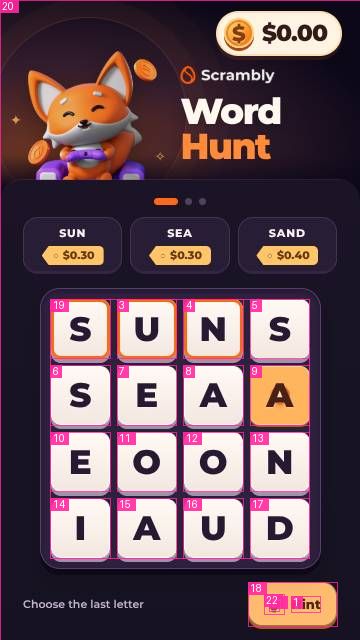 $0.00
Scrambly
Word
Hunt
SUN SEA SAND
$0.30 $0.30 $0.40
S U N S
S E A A
E O O N
I A U D
Choose the last letter